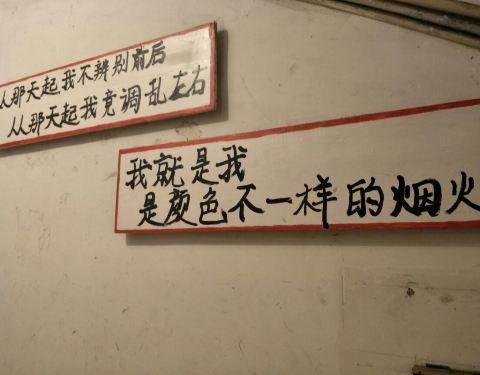 从那天起我不辨别前后
从那天起我竟调乱左右
我就是我
是颜色不一样的烟火